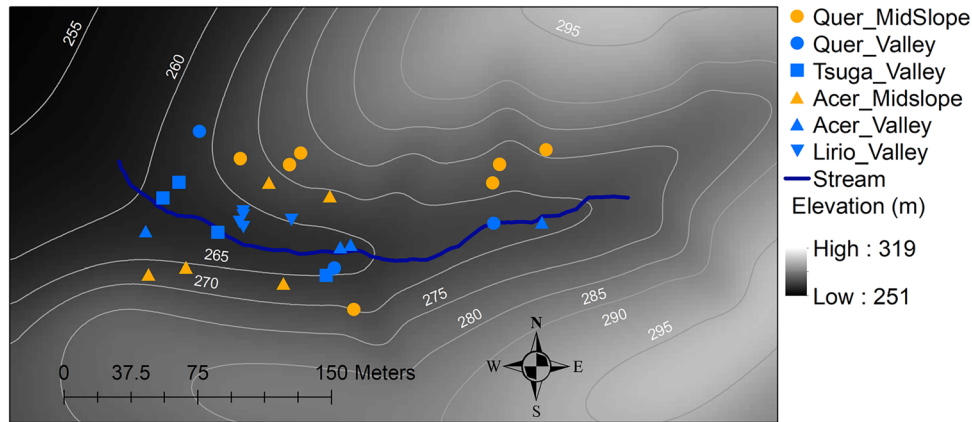 255
260
295
265
270
275
280
285
290
295
0 37.5 75 150 Meters
N
W E
S
Quer_MidSlope
Quer_Valley
Tsuga_Valley
Acer_Midslope
Acer_Valley
Lirio_Valley
Stream
Elevation (m)
High : 319
Low : 251